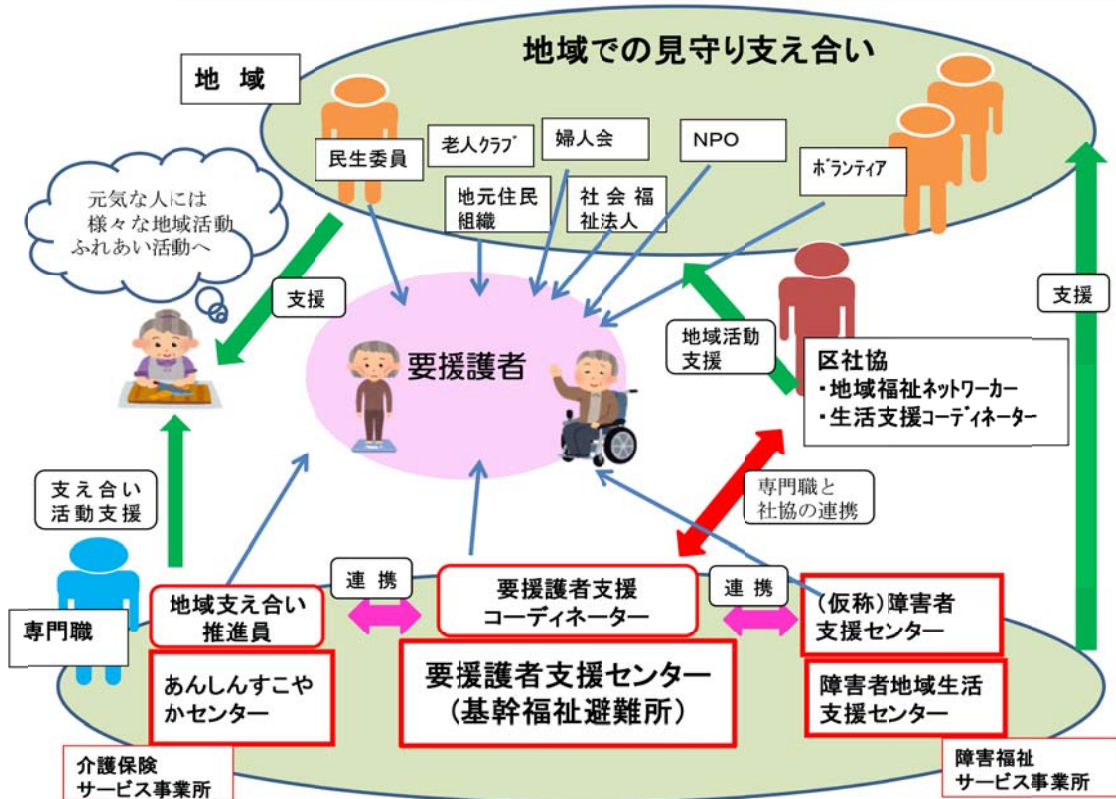 地域での見守り支え合い
地 域
民生委員
老人クラブ
婦人会
NPO
ボランティア
地元住民
組織
社会福
祉法人
元気な人には
様々な地域活動
ふれあい活動へ
支援
要援護者
地域活動
支援
支援
区社協
・地域福祉ネットワーカー
・生活支援コーディネーター
支え合い
活動支援
専門職と
社協の連携
専門職
地域支え合い
推進員
連 携
要援護者支援
コーディネーター
連 携
(仮称)障害者
支援センター
あんしんすこや
かセンター
要援護者支援センター
(基幹福祉避難所)
障害者地域生活
支援センター
介護保険
サービス事業所
障害福祉
サービス事業所